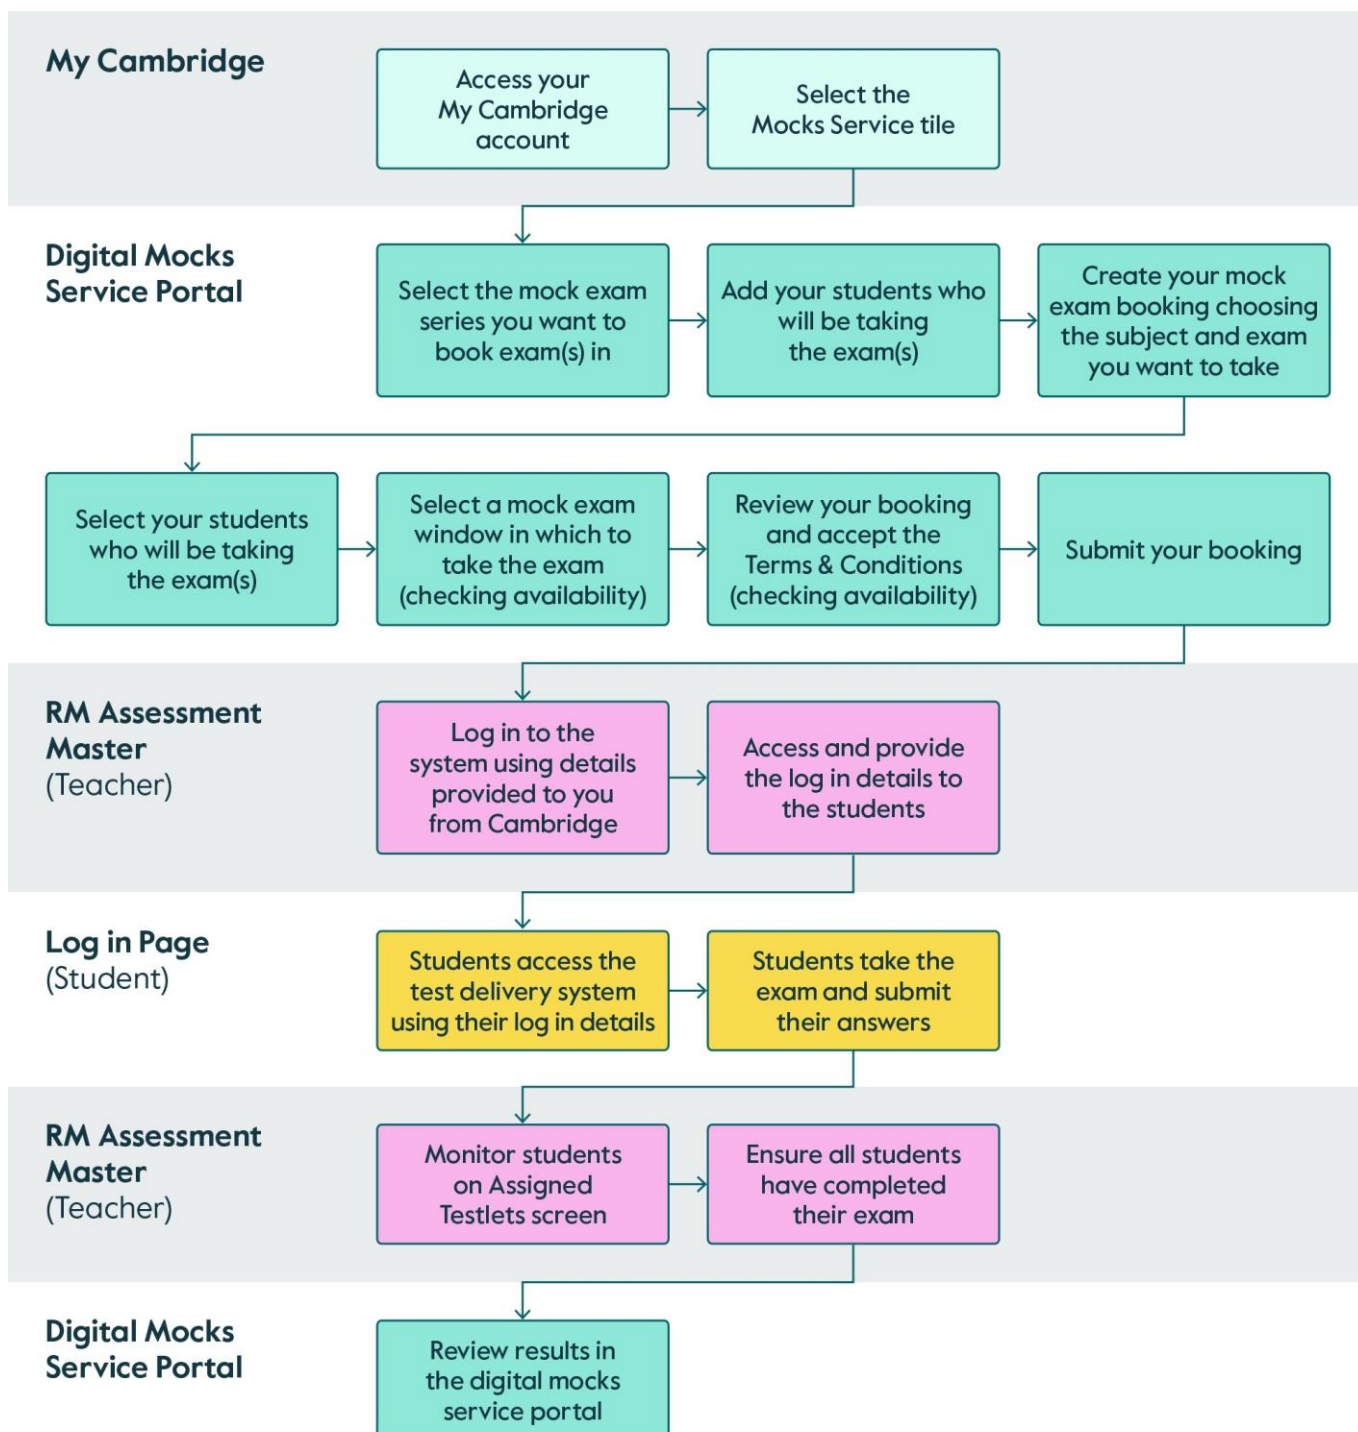 My Cambridge
Access your
My Cambridge
account
Select the
Mocks Service tile
Digital Mocks
Service Portal
Select the mock exam
series you want to
book exam(s) in
Add your students who
will be taking
the exam(s)
Create your mock
exam booking choosing
the subject and exam
you want to take
Select your students
who will be taking
the exam(s)
Select a mock exam
window in which to
take the exam
(checking availability)
Review your booking
and accept the
Terms & Conditions
(checking availability)
Submit your booking
RM Assessment
Master
(Teacher)
Log in to the
system using details
provided to you
from Cambridge
Access and provide
the log in details to
the students
Log in Page
(Student)
Students access the
test delivery system
using their log in details
Students take the
exam and submit
their answers
RM Assessment
Master
(Teacher)
Monitor students
on Assigned
Testlets screen
Ensure all students
have completed
their exam
Digital Mocks
Service Portal
Review results in
the digital mocks
service portal